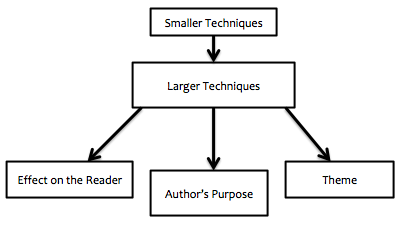 Smaller Techniques
Larger Techniques
Effect on the Reader
Author's Purpose
Theme